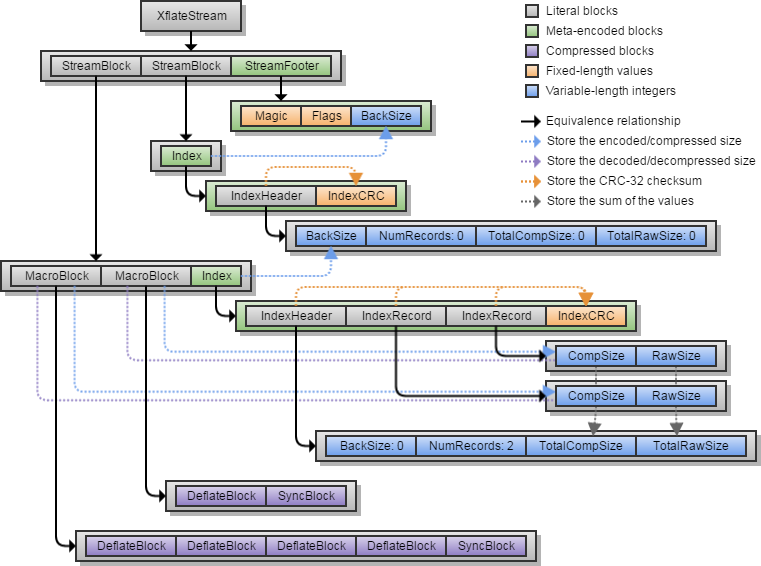 XflateStream
StreamBlock StreamBlock StreamFooter
Magic Flags BackSize
Index
IndexHeader IndexCRC
BackSize NumRecords: 0 TotalCompSize: 0 TotalRawSize: 0
MacroBlock MacroBlock Index
IndexHeader IndexRecord IndexRecord IndexCRC
CompSize RawSize
CompSize RawSize
BackSize: 0 NumRecords: 2 TotalCompSize TotalRawSize
DeflateBlock SyncBlock
DeflateBlock DeflateBlock DeflateBlock DeflateBlock SyncBlock
Literal blocks
Meta-encoded blocks
Compressed blocks
Fixed-length values
Variable-length integers
Equivalence relationship
Store the encoded/compressed size
Store the decoded/decompressed size
Store the CRC-32 checksum
Store the sum of the values